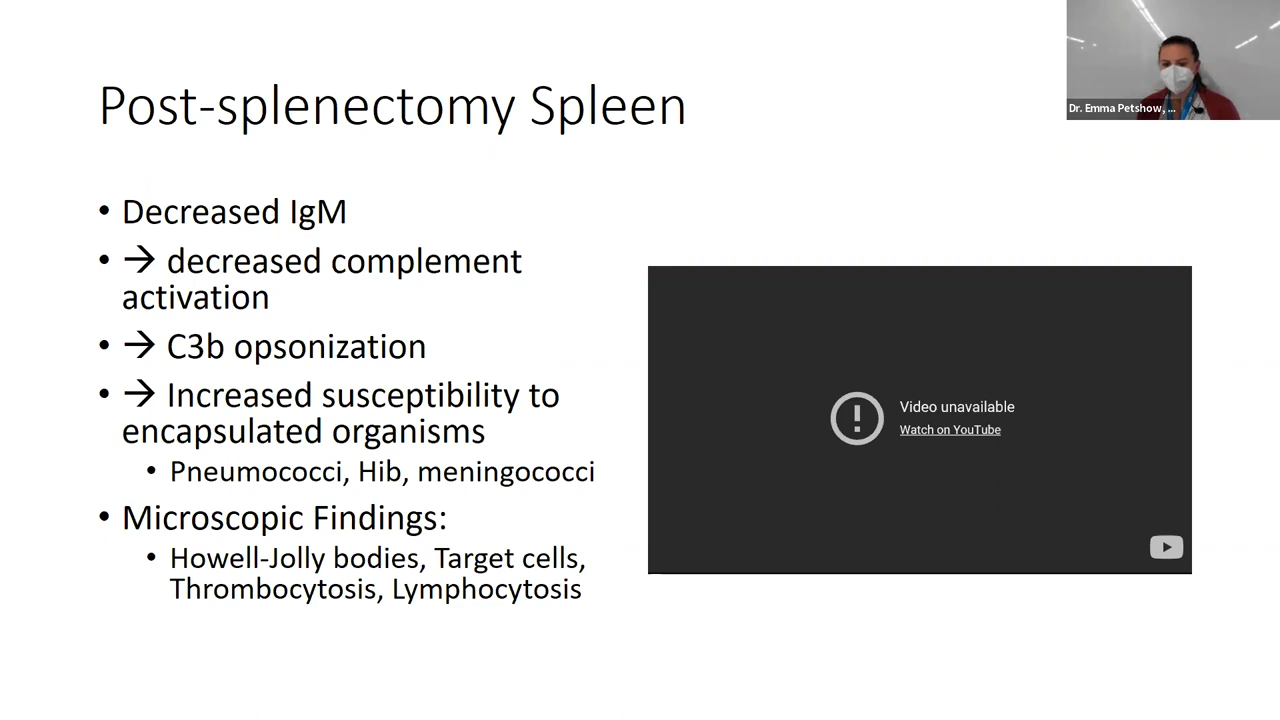 Post-splenectomy Spleen
Dr. Emma Petshow, ...
• Decreased IgM
• → decreased complement
activation
• → C3b opsonization
• → Increased susceptibility to
encapsulated organisms
• Pneumococci, Hib, meningococci
• Microscopic Findings:
• Howell-Jolly bodies, Target cells,
Thrombocytosis, Lymphocytosis
Video unavailable
Watch on YouTube